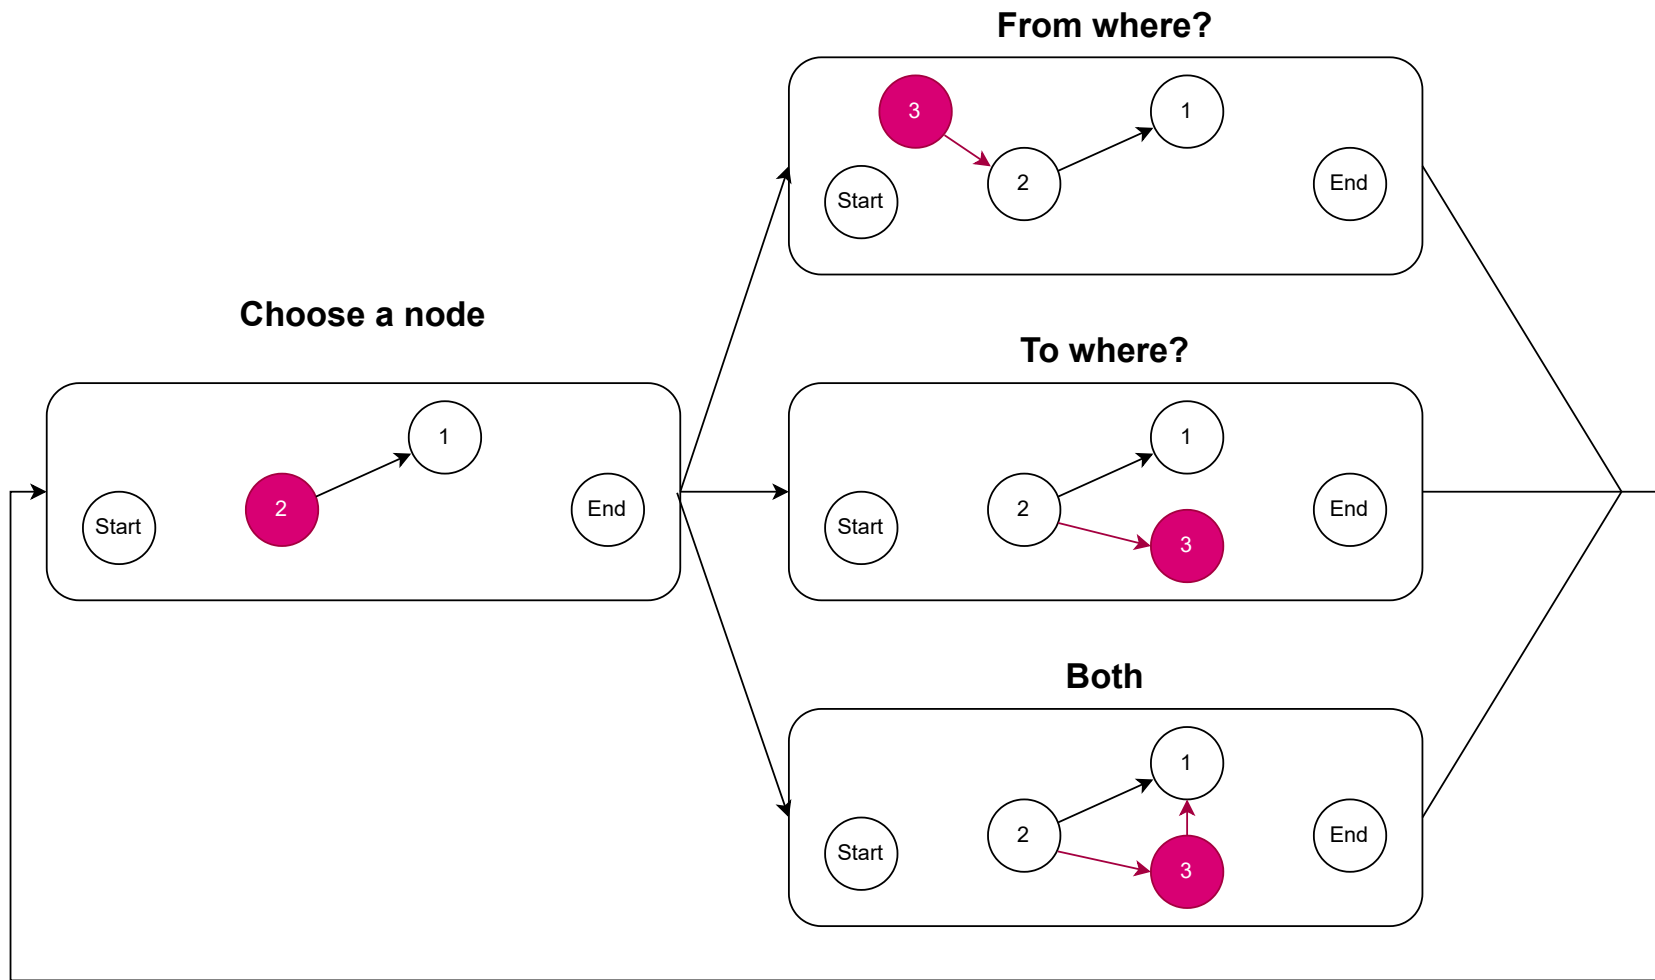 From where?
3
1
2
Start
End
Choose a node
1
2
Start
End
To where?
1
2
Start
3
End
Both
1
2
Start
3
End